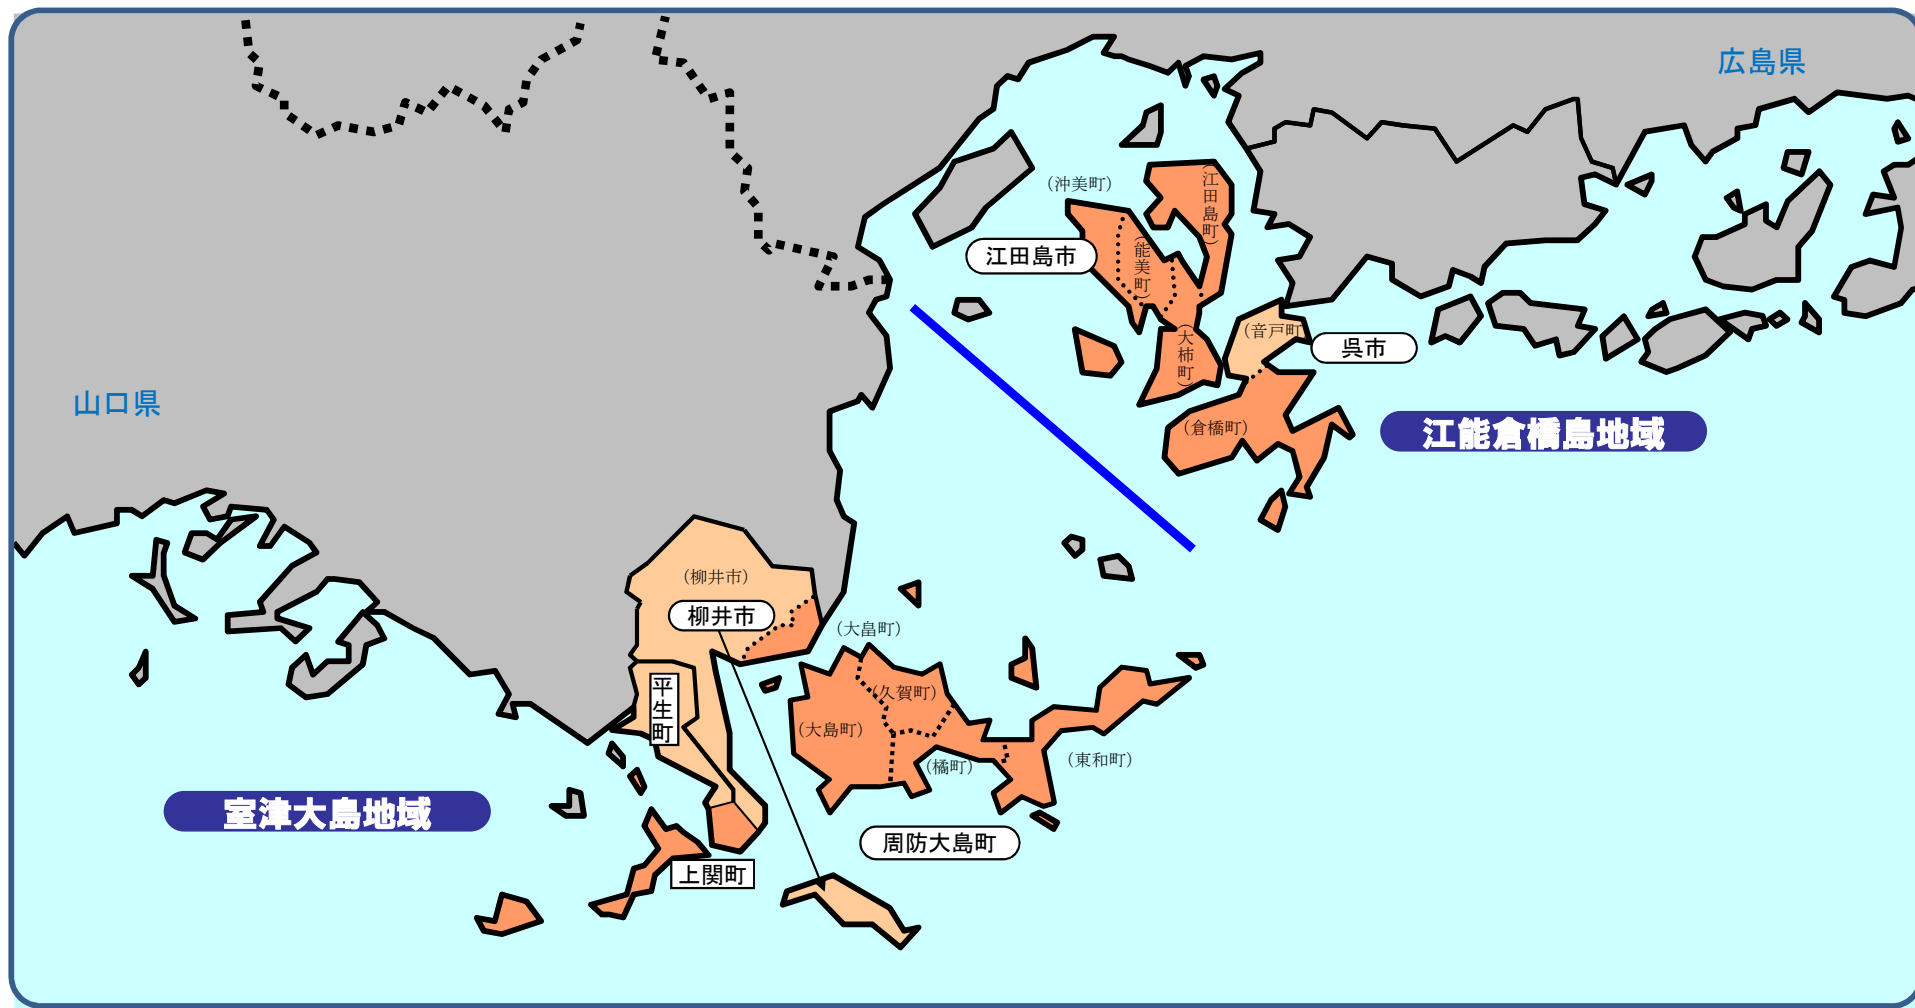 広島県
(沖美町)
(江田島町)
江田島市
(能美町)
(音戸町
呉市
(大柿町)
山口県
(倉橋町)
江能倉橋島地域
(柳井市)
柳井市
(大畠町)
平生町
(久賀町)
(大島町)
(橘町)
(東和町)
室津大島地域
周防大島町
上関町